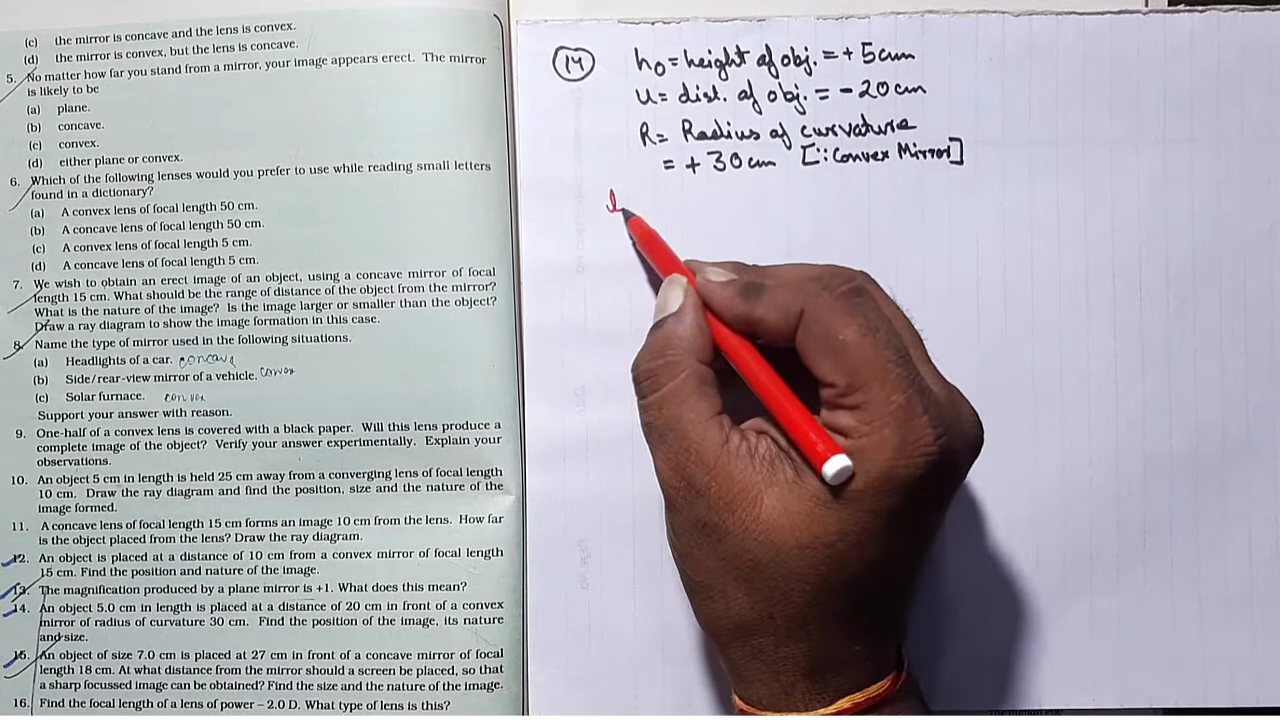 (c) the mirror is concave and the lens is convex.
(d) the mirror is convex, but the lens is concave.
5. No matter how far you stand from a mirror, your image appears erect. The mirror
is likely to be
(a) plane.
(b) concave.
(c) convex.
(d) either plane or convex.
6. Which of the following lenses would you prefer to use while reading small letters
found in a dictionary?
(a) A convex lens of focal length 50 cm.
(b) A concave lens of focal length 50 cm.
(c) A convex lens of focal length 5 cm.
(d) A concave lens of focal length 5 cm.
7. We wish to obtain an erect image of an object, using a concave mirror of focal
length 15 cm. What should be the range of distance of the object from the mirror?
What is the nature of the image? Is the image larger or smaller than the object?
Draw a ray diagram to show the image formation in this case.
8. Name the type of mirror used in the following situations.
(a) Headlights of a car. concave
(b) Side/rear-view mirror of a vehicle. convex
(c) Solar furnace. convex
Support your answer with reason.
9. One-half of a convex lens is covered with a black paper. Will this lens produce a
complete image of the object? Verify your answer experimentally. Explain your
observations.
10. An object 5 cm in length is held 25 cm away from a converging lens of focal length
10 cm. Draw the ray diagram and find the position, size and the nature of the
image formed.
11. A concave lens of focal length 15 cm forms an image 10 cm from the lens. How far
is the object placed from the lens? Draw the ray diagram.
12. An object is placed at a distance of 10 cm from a convex mirror of focal length
15 cm. Find the position and nature of the image.
13. The magnification produced by a plane mirror is +1. What does this mean?
14. An object 5.0 cm in length is placed at a distance of 20 cm in front of a convex
mirror of radius of curvature 30 cm. Find the position of the image, its nature
and size.
15. An object of size 7.0 cm is placed at 27 cm in front of a concave mirror of focal
length 18 cm. At what distance from the mirror should a screen be placed, so that
a sharp focussed image can be obtained? Find the size and the nature of the image.
16. Find the focal length of a lens of power – 2.0 D. What type of lens is this?
14 ho = height of obj. = + 5cm
u = dist. of obj. = - 20 cm
R = Radius of curvature
= + 30 cm [∵ Convex Mirror]